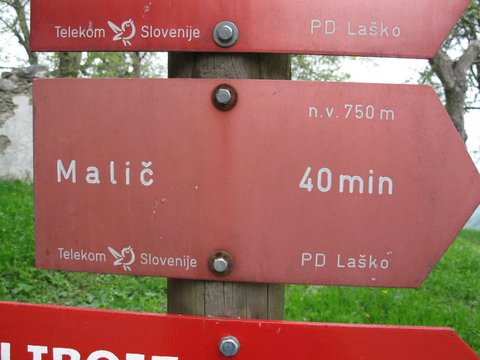 Telekom Slovenije PD Laško
n.v. 750 m
Malič 40 min
Telekom Slovenije PD Laško